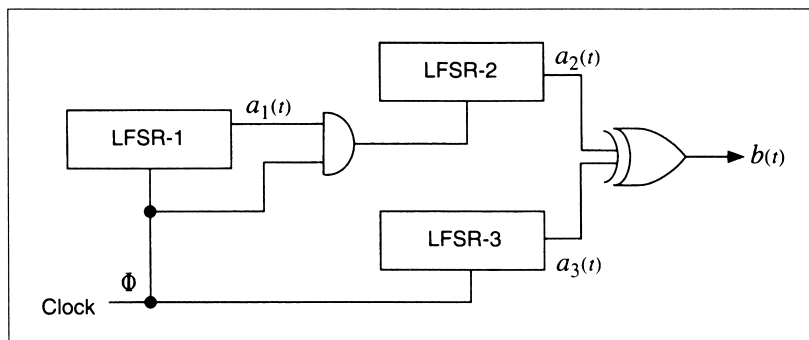 LFSR-2
a₂(t)
a₁(t)
LFSR-1
b(t)
LFSR-3
a₃(t)
Φ
Clock